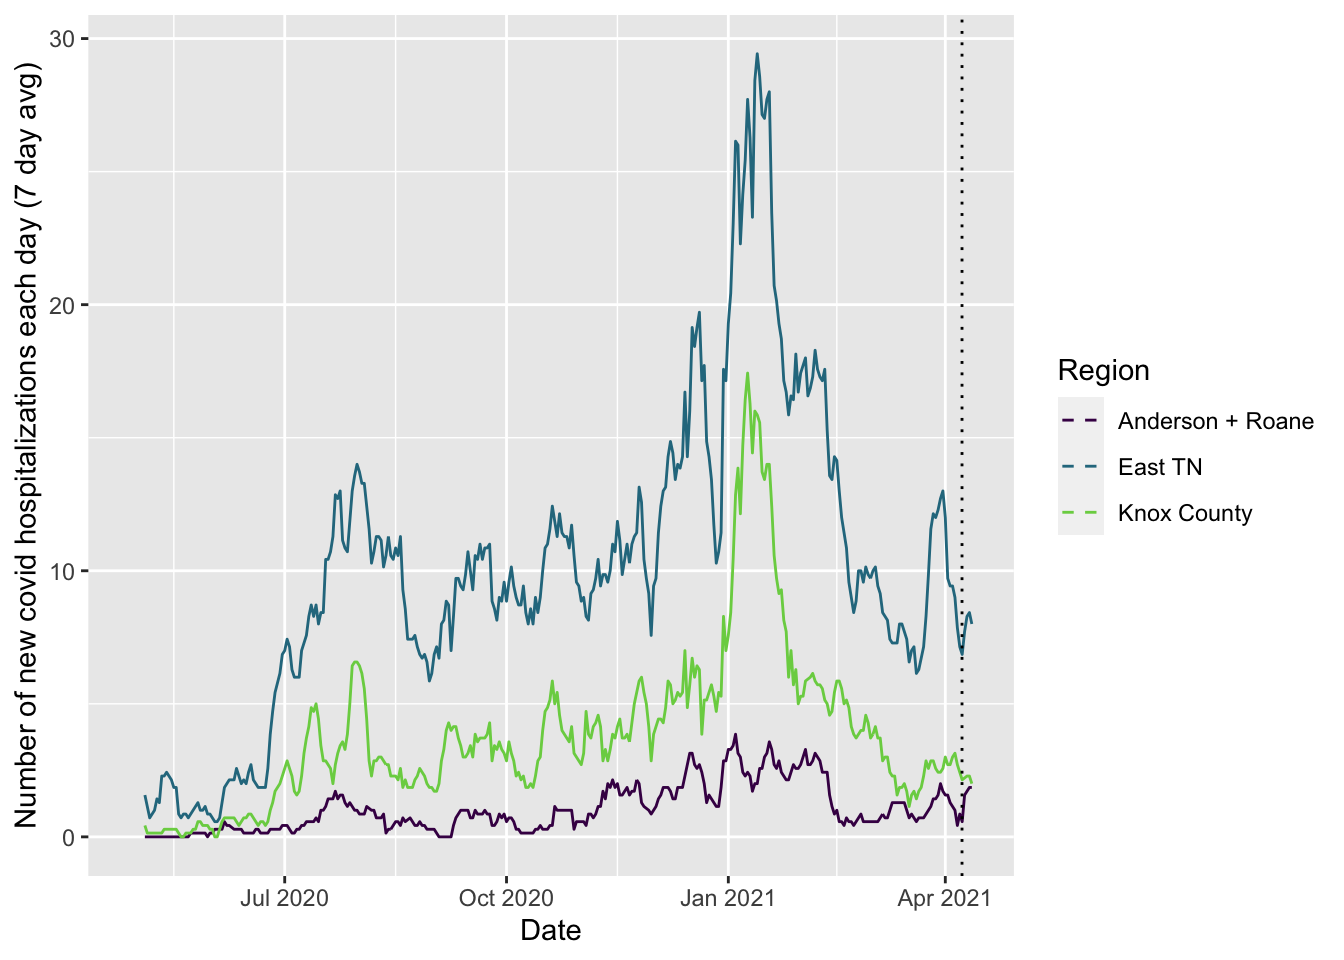 Number of new covid hospitalizations each day (7 day avg)
30
20
10
0
Jul 2020
Oct 2020
Jan 2021
Apr 2021
Date
Region
Anderson + Roane
East TN
Knox County